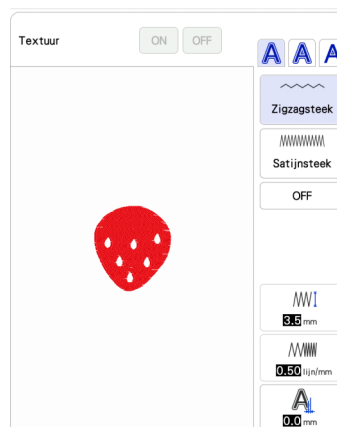 Textuur ON OFF
A A A
Zigzagsteek
Satijnsteek
OFF
3.5 mm
0.50 lijn/mm
A
0.0 mm